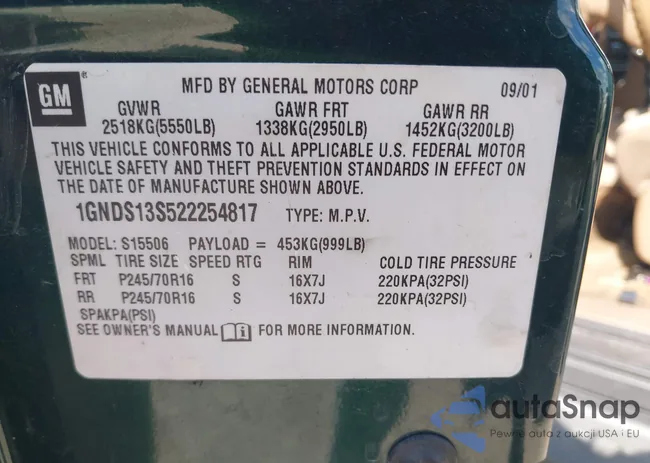 GM
®
MFD BY GENERAL MOTORS CORP 09/01
GVWR GAWR FRT GAWR RR
2518KG(5550LB) 1338KG(2950LB) 1452KG(3200LB)
THIS VEHICLE CONFORMS TO ALL APPLICABLE U.S. FEDERAL MOTOR
VEHICLE SAFETY AND THEFT PREVENTION STANDARDS IN EFFECT ON
THE DATE OF MANUFACTURE SHOWN ABOVE.
1GNDS13S522254817 TYPE: M.P.V.
MODEL: S15506 PAYLOAD = 453KG(999LB)
SPML TIRE SIZE SPEED RTG RIM COLD TIRE PRESSURE
FRT P245/70R16 S 16X7J 220KPA(32PSI)
RR P245/70R16 S 16X7J 220KPA(32PSI)
SPAKPA(PSI)
SEE OWNER'S MANUAL FOR MORE INFORMATION.
autaSnap
Pewne auta z aukcji USA i EU